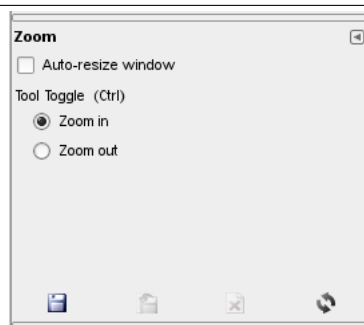 Zoom
Auto-resize window
Tool Toggle (Ctrl)
Zoom in
Zoom out